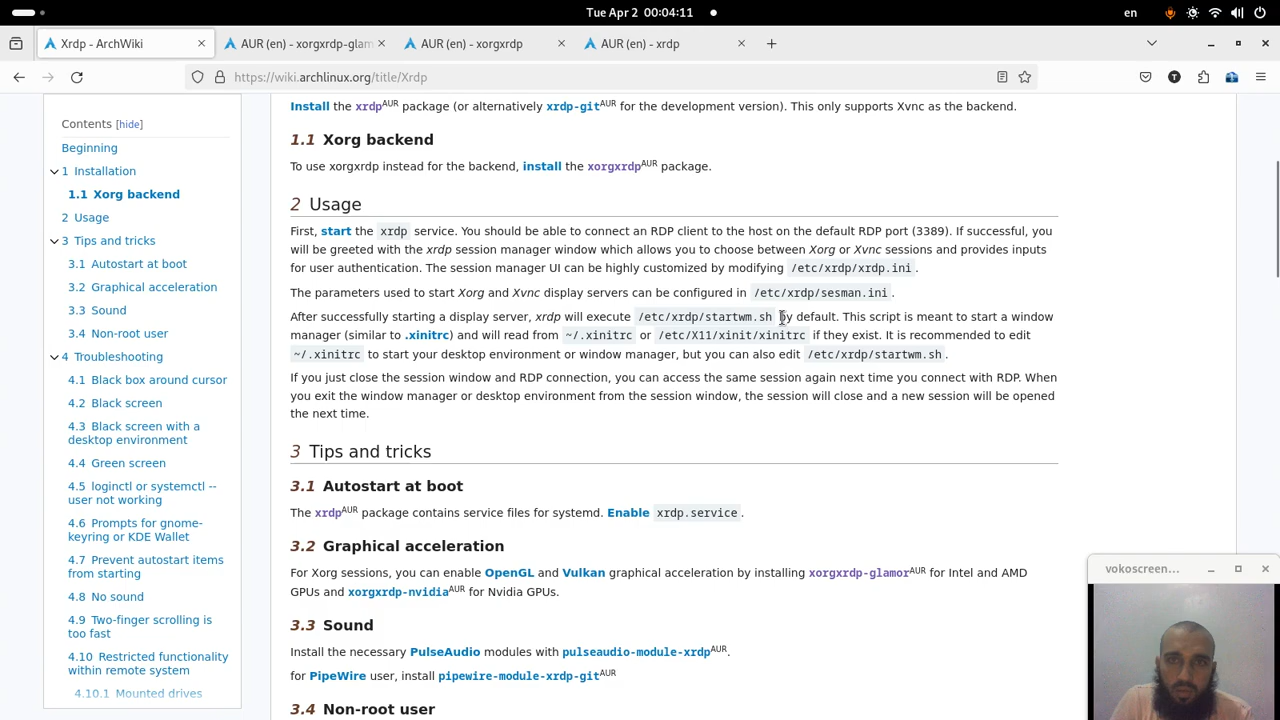 Tue Apr 2 00:04:11
en
Xrdp - ArchWiki
AUR (en) - xorgxrdp-glam
AUR (en) - xorgxrdp
AUR (en) - xrdp
https://wiki.archlinux.org/title/Xrdp
T
Contents [hide]
Beginning
1 Installation
1.1 Xorg backend
2 Usage
3 Tips and tricks
3.1 Autostart at boot
3.2 Graphical acceleration
3.3 Sound
3.4 Non-root user
4 Troubleshooting
4.1 Black box around cursor
4.2 Black screen
4.3 Black screen with a
desktop environment
4.4 Green screen
4.5 loginctl or systemctl --
user not working
4.6 Prompts for gnome-
keyring or KDE Wallet
4.7 Prevent autostart items
from starting
4.8 No sound
4.9 Two-finger scrolling is
too fast
4.10 Restricted functionality
within remote system
4.10.1 Mounted drives
Install the xrdpAUR package (or alternatively xrdp-gitAUR for the development version). This only supports Xvnc as the backend.
1.1 Xorg backend
To use xorgxrdp instead for the backend, install the xorgxrdpAUR package.
2 Usage
First, start the xrdp service. You should be able to connect an RDP client to the host on the default RDP port (3389). If successful, you
will be greeted with the xrdp session manager window which allows you to choose between Xorg or Xvnc sessions and provides inputs
for user authentication. The session manager UI can be highly customized by modifying /etc/xrdp/xrdp.ini.
The parameters used to start Xorg and Xvnc display servers can be configured in /etc/xrdp/sesman.ini.
After successfully starting a display server, xrdp will execute /etc/xrdp/startwm.sh by default. This script is meant to start a window
manager (similar to .xinitrc) and will read from ~/.xinitrc or /etc/X11/xinit/xinitrc if they exist. It is recommended to edit
~/.xinitrc to start your desktop environment or window manager, but you can also edit /etc/xrdp/startwm.sh.
If you just close the session window and RDP connection, you can access the same session again next time you connect with RDP. When
you exit the window manager or desktop environment from the session window, the session will close and a new session will be opened
the next time.
3 Tips and tricks
3.1 Autostart at boot
The xrdpAUR package contains service files for systemd. Enable xrdp.service.
3.2 Graphical acceleration
For Xorg sessions, you can enable OpenGL and Vulkan graphical acceleration by installing xorgxrdp-glamorAUR for Intel and AMD
GPUs and xorgxrdp-nvidiaAUR for Nvidia GPUs.
3.3 Sound
Install the necessary PulseAudio modules with pulseaudio-module-xrdpAUR.
for PipeWire user, install pipewire-module-xrdp-gitAUR
3.4 Non-root user
vokoscreen...